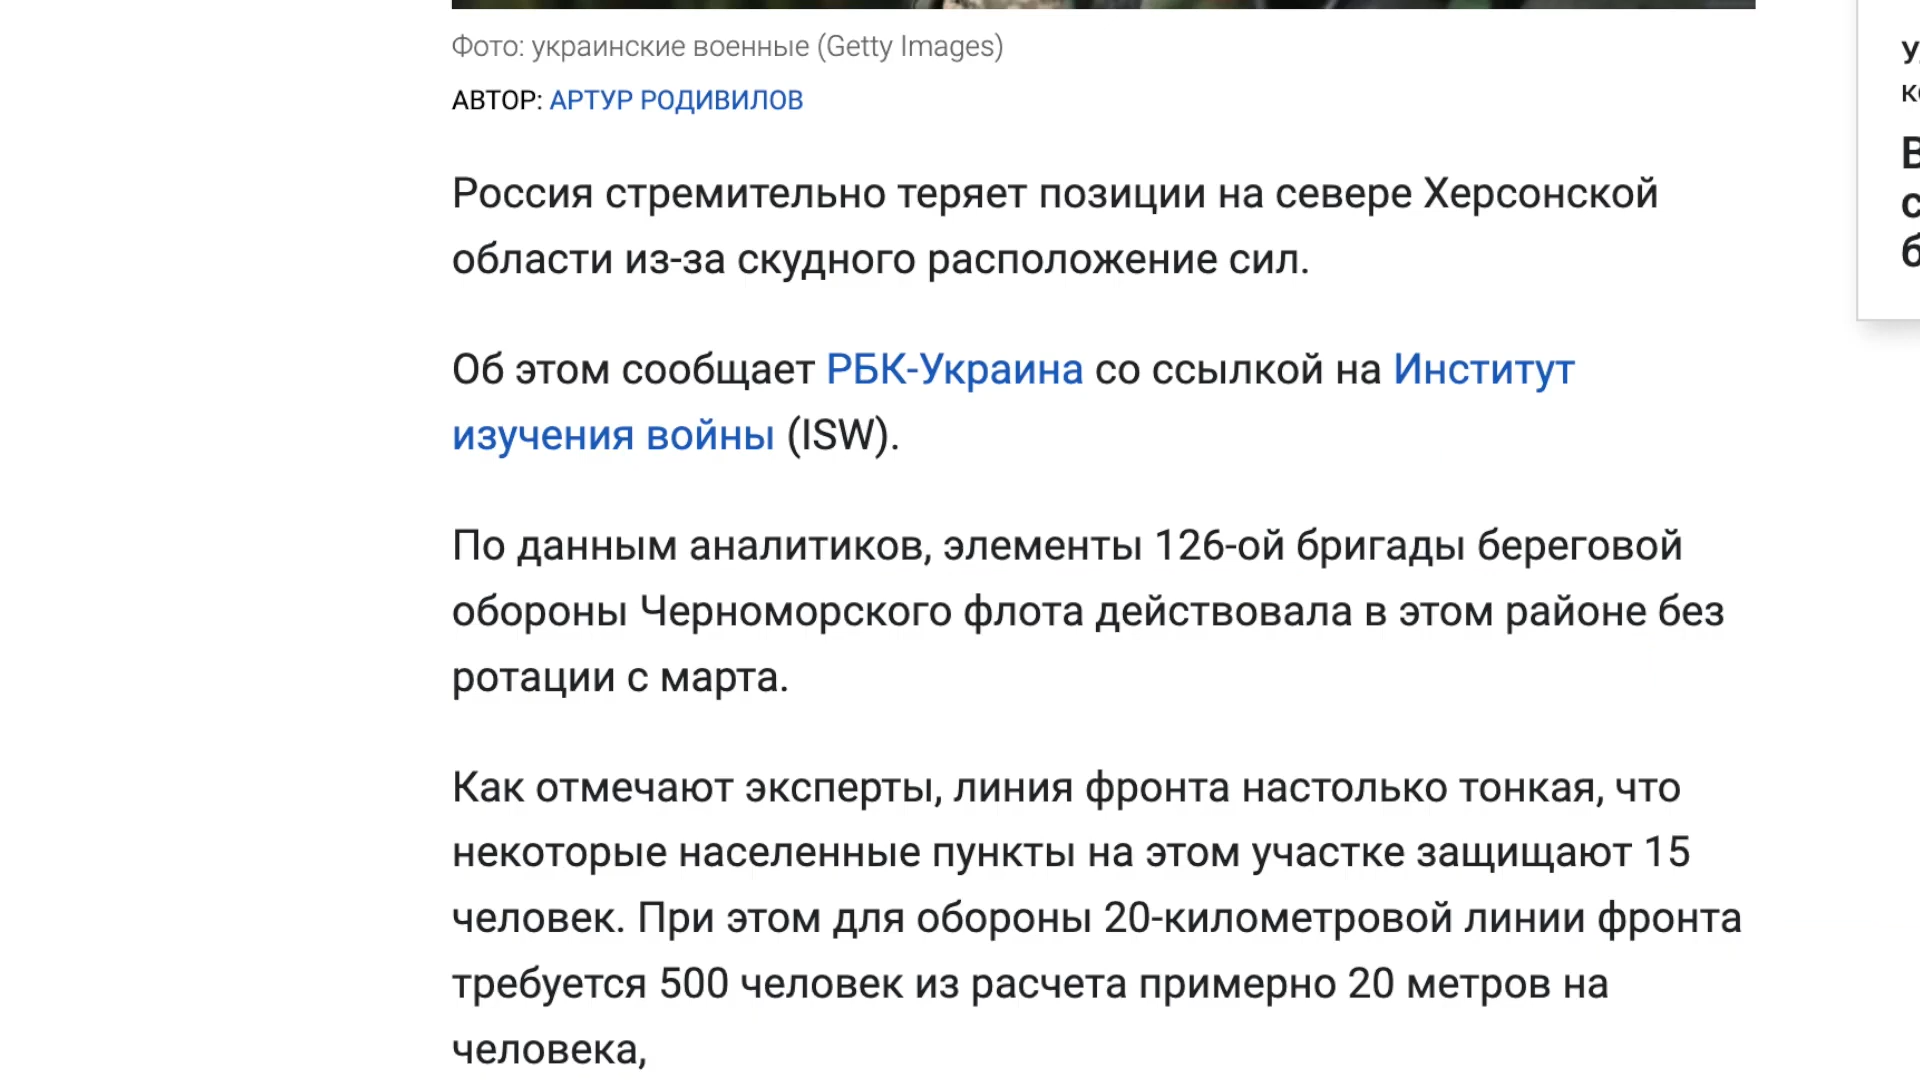 Фото: украинские военные (Getty Images)
АВТОР: АРТУР РОДИВИЛОВ
Россия стремительно теряет позиции на севере Херсонской
области из-за скудного расположение сил.
Об этом сообщает РБК-Украина со ссылкой на Институт
изучения войны (ISW).
По данным аналитиков, элементы 126-ой бригады береговой
обороны Черноморского флота действовала в этом районе без
ротации с марта.
Как отмечают эксперты, линия фронта настолько тонкая, что
некоторые населенные пункты на этом участке защищают 15
человек. При этом для обороны 20-километровой линии фронта
требуется 500 человек из расчета примерно 20 метров на
человека,